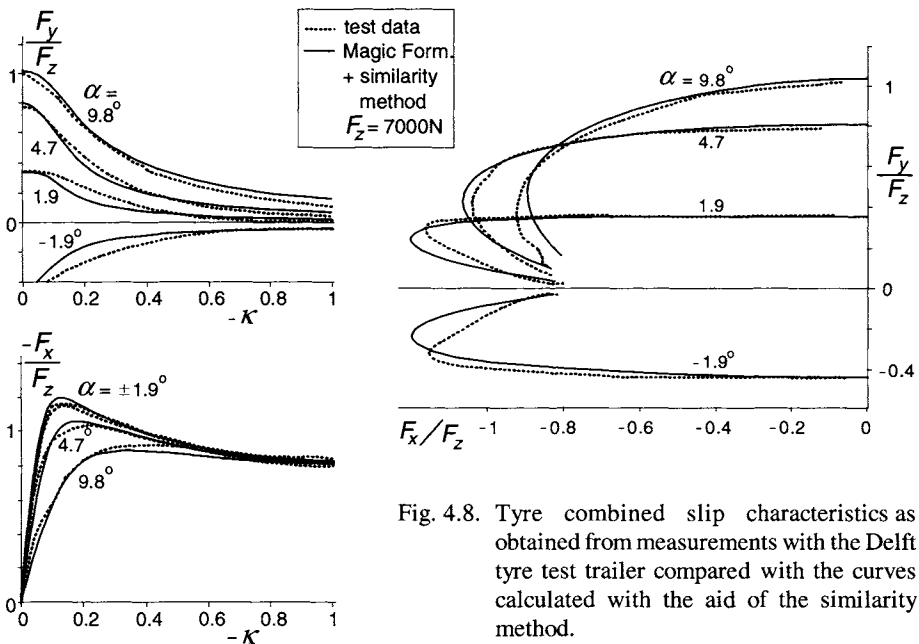 F_y
F_z
1
0
α =
9.8°
4.7
1.9
-1.9°
0 0.2 0.4 0.6 0.8 1
-κ
test data
Magic Form.
+ similarity
method
F_z = 7000N
α = 9.8°
4.7
1.9
-1.9°
1
F_y
F_z
0
-0.4
F_x/F_z -1 -0.8 -0.6 -0.4 -0.2 0
-F_x
F_z
1
0
α = ±1.9°
4.7°
9.8°
0 0.2 0.4 0.6 0.8 1
-κ
Fig. 4.8. Tyre combined slip characteristics as
obtained from measurements with the Delft
tyre test trailer compared with the curves
calculated with the aid of the similarity
method.